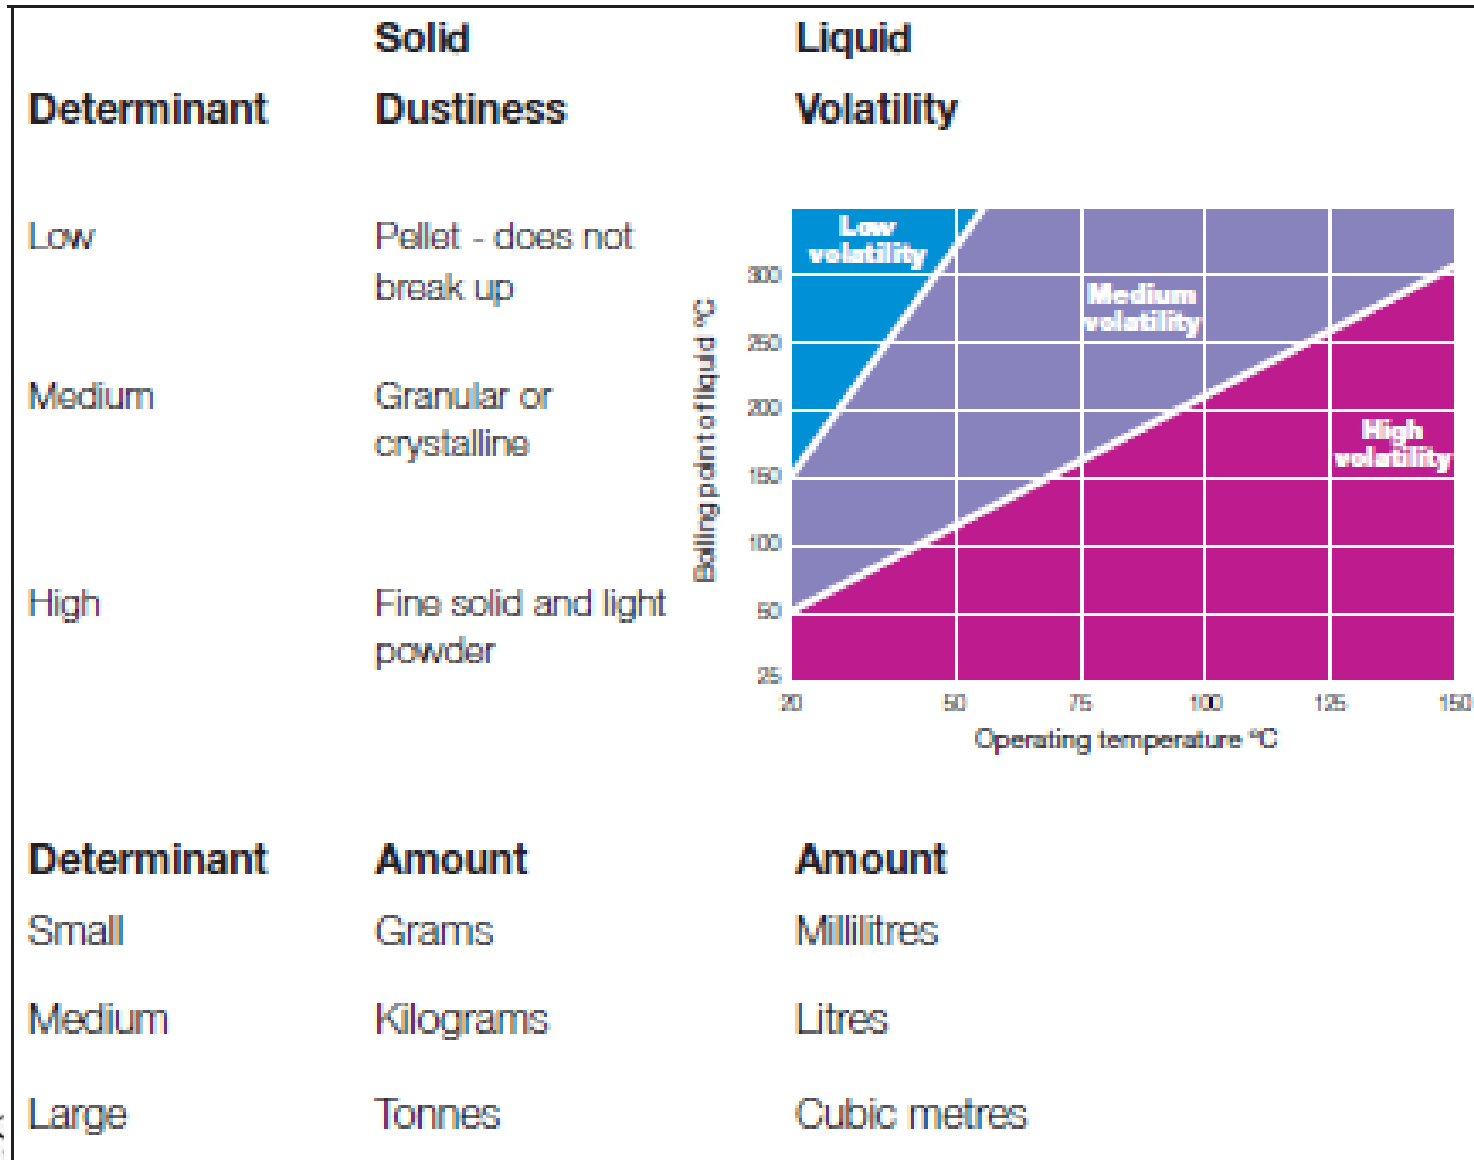 Solid Liquid
Determinant Dustiness Volatility
Low Pellet - does not
break up
Medium Granular or
crystalline
High Fine solid and light
powder
Low
volatility
Medium
volatility
High
volatility
Boiling point of liquid ºC
300
250
200
150
100
50
25
20 50 75 100 125 150
Operating temperature ºC
Determinant Amount Amount
Small Grams Millilitres
Medium Kilograms Litres
Large Tonnes Cubic metres